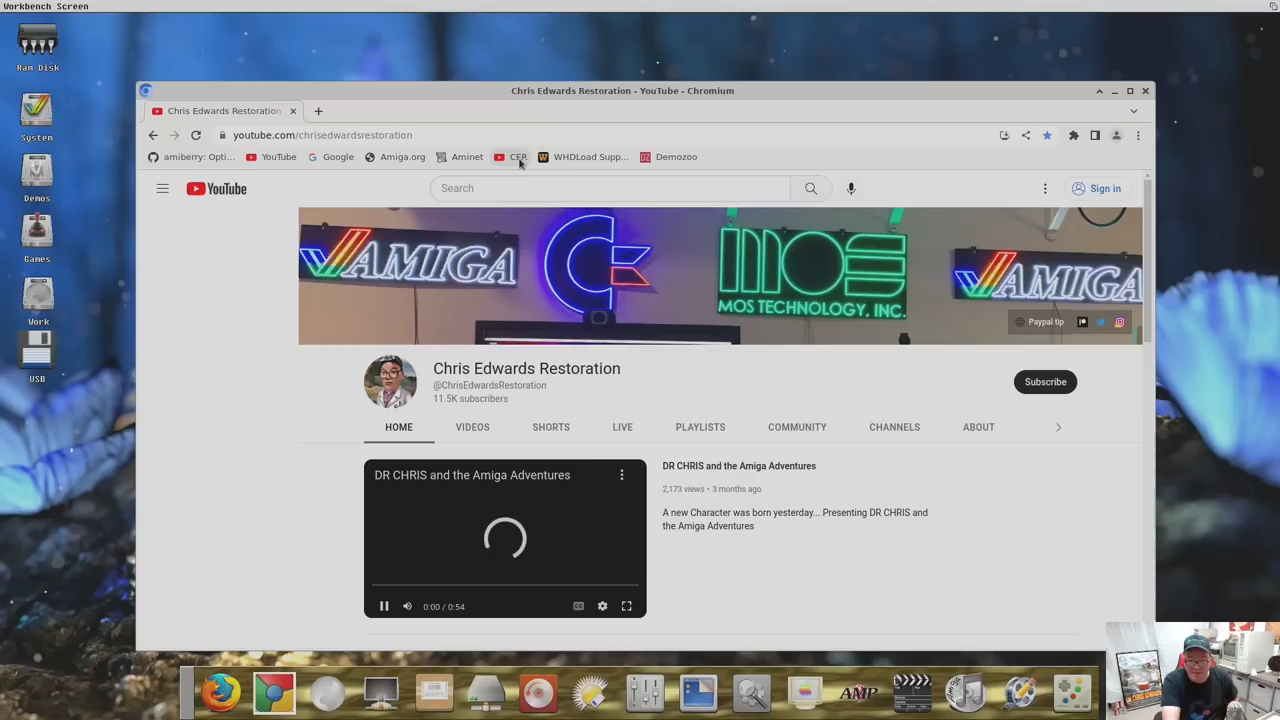 Workbench Screen
Ram Disk
System
Demos
Games
Work
USB
Chris Edwards Restoration - YouTube - Chromium
Chris Edwards Restoration
youtube.com/chrisedwardsrestoration
amiberry: Opti... YouTube Google Amiga.org Aminet CER WHDLoad Supp... Demozoo
YouTube
Search
Sign in
AMIGA
MOS TECHNOLOGY, INC.
AMIGA
Paypal tip
Chris Edwards Restoration
@ChrisEdwardsRestoration
11.5K subscribers
Subscribe
HOME VIDEOS SHORTS LIVE PLAYLISTS COMMUNITY CHANNELS ABOUT
DR CHRIS and the Amiga Adventures
0:00 / 0:54
DR CHRIS and the Amiga Adventures
2,173 views • 3 months ago
A new Character was born yesterday... Presenting DR CHRIS and
the Amiga Adventures
AMP